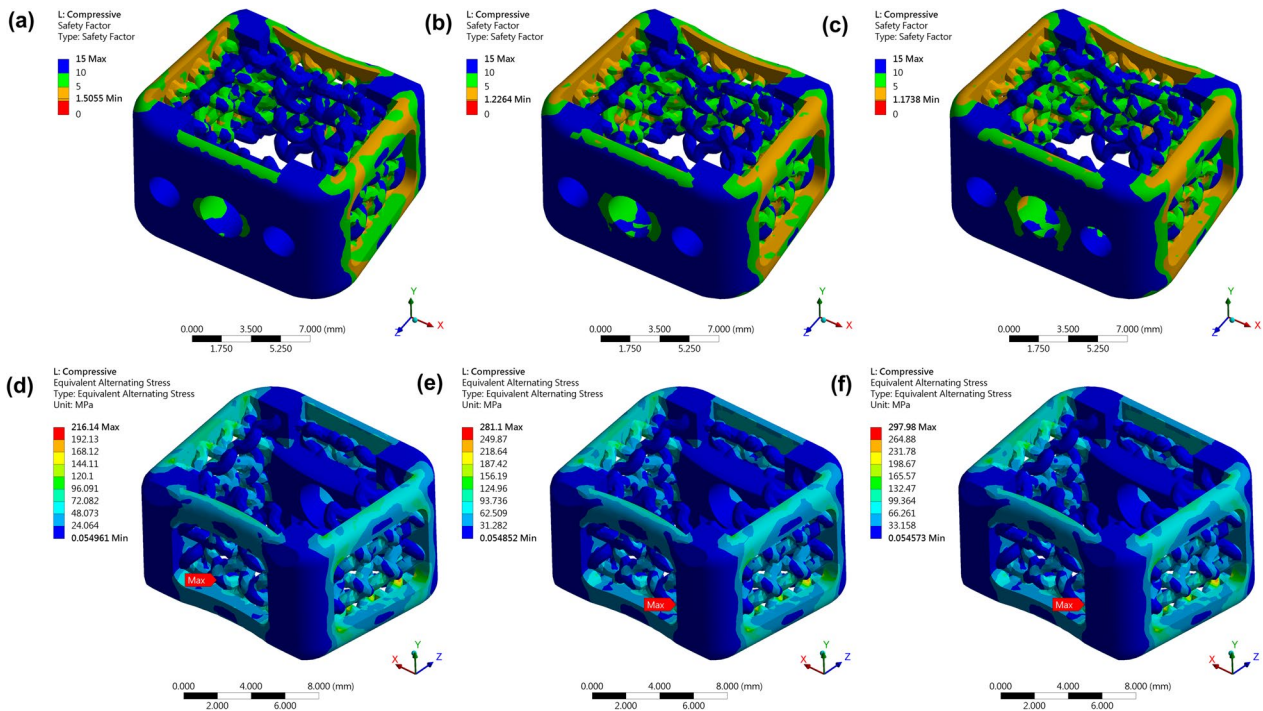 (a)
L: Compressive
Safety Factor
Type: Safety Factor
15 Max
10
5
1.5055 Min
0
Y
X
Z
0.000 3.500 7.000 (mm)
1.750 5.250
(b)
L: Compressive
Safety Factor
Type: Safety Factor
15 Max
10
5
1.2264 Min
0
Y
X
Z
0.000 3.500 7.000 (mm)
1.750 5.250
(c)
L: Compressive
Safety Factor
Type: Safety Factor
15 Max
10
5
1.1738 Min
0
Y
X
Z
0.000 3.500 7.000 (mm)
1.750 5.250
(d)
L: Compressive
Equivalent Alternating Stress
Type: Equivalent Alternating Stress
Unit: MPa
216.14 Max
192.13
168.12
144.11
120.1
96.091
72.082
48.073
24.064
0.054961 Min
Max
Y
X
Z
0.000 4.000 8.000 (mm)
2.000 6.000
(e)
L: Compressive
Equivalent Alternating Stress
Type: Equivalent Alternating Stress
Unit: MPa
281.1 Max
249.87
218.64
187.42
156.19
124.96
93.736
62.509
31.282
0.054852 Min
Max
Y
X
Z
0.000 4.000 8.000 (mm)
2.000 6.000
(f)
L: Compressive
Equivalent Alternating Stress
Type: Equivalent Alternating Stress
Unit: MPa
297.98 Max
264.88
231.78
198.67
165.57
132.47
99.364
66.261
33.158
0.054573 Min
Max
Y
X
Z
0.000 4.000 8.000 (mm)
2.000 6.000